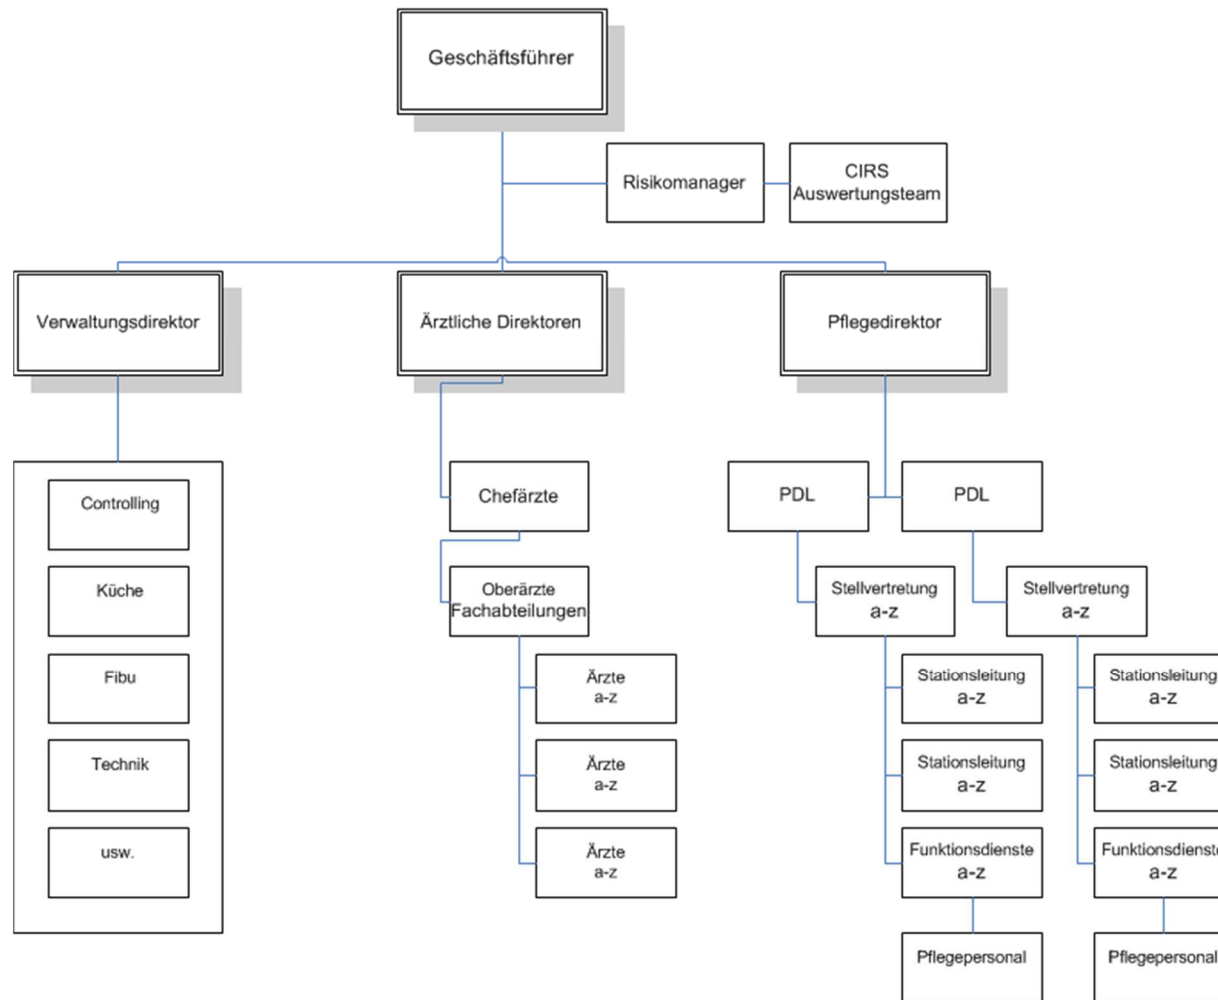 Geschäftsführer
Risikomanager
CIRS
Auswertungsteam
Verwaltungsdirektor
Ärztliche Direktoren
Pflegedirektor
Controlling
Küche
Fibu
Technik
usw.
Chefärzte
Oberärzte
Fachabteilungen
Ärzte
a-z
Ärzte
a-z
Ärzte
a-z
PDL
PDL
Stellvertretung
a-z
Stellvertretung
a-z
Stationsleitung
a-z
Stationsleitung
a-z
Stationsleitung
a-z
Stationsleitung
a-z
Funktionsdienste
a-z
Funktionsdienste
a-z
Pflegepersonal
Pflegepersonal